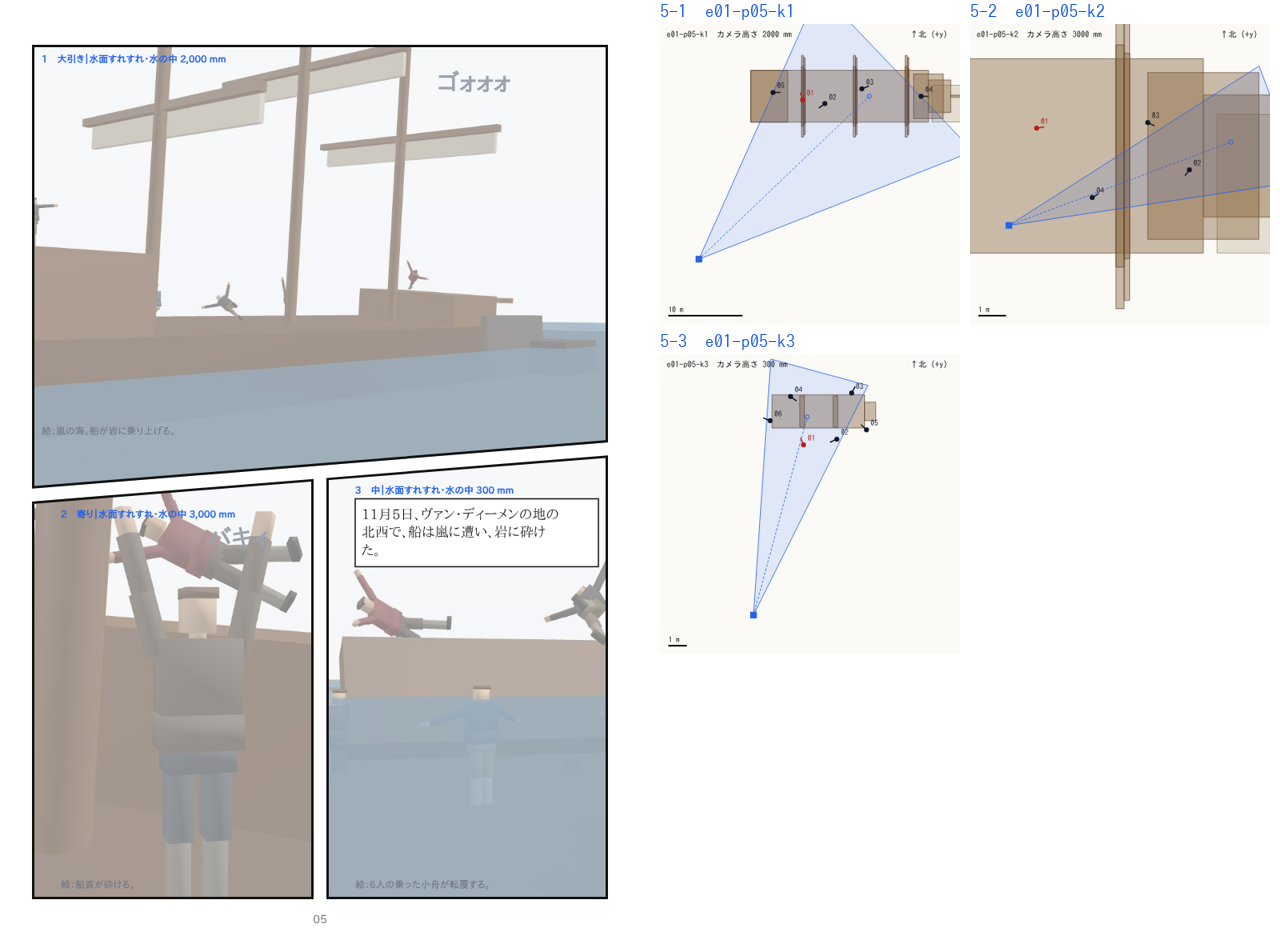 1 大引き|水面すれすれ・水の中 2,000 mm
ゴォオオ
絵：嵐の海。船が岩に乗り上げる。
2 寄り|水面すれすれ・水の中 3,000 mm
バキィ
絵：船首が砕ける。
3 中|水面すれすれ・水の中 300 mm
11月5日、ヴァン・ディーメンの地の
北西で、船は嵐に遭い、岩に砕け
た。
絵：6人の乗った小舟が転覆する。
05
5-1 e01-p05-k1
e01-p05-k1 カメラ高さ 2000 mm
↑北 (+y)
05
01
02
03
04
10 m
5-2 e01-p05-k2
e01-p05-k2 カメラ高さ 3000 mm
↑北 (+y)
01
03
02
04
1 m
5-3 e01-p05-k3
e01-p05-k3 カメラ高さ 300 mm
↑北 (+y)
04
03
06
05
02
01
1 m